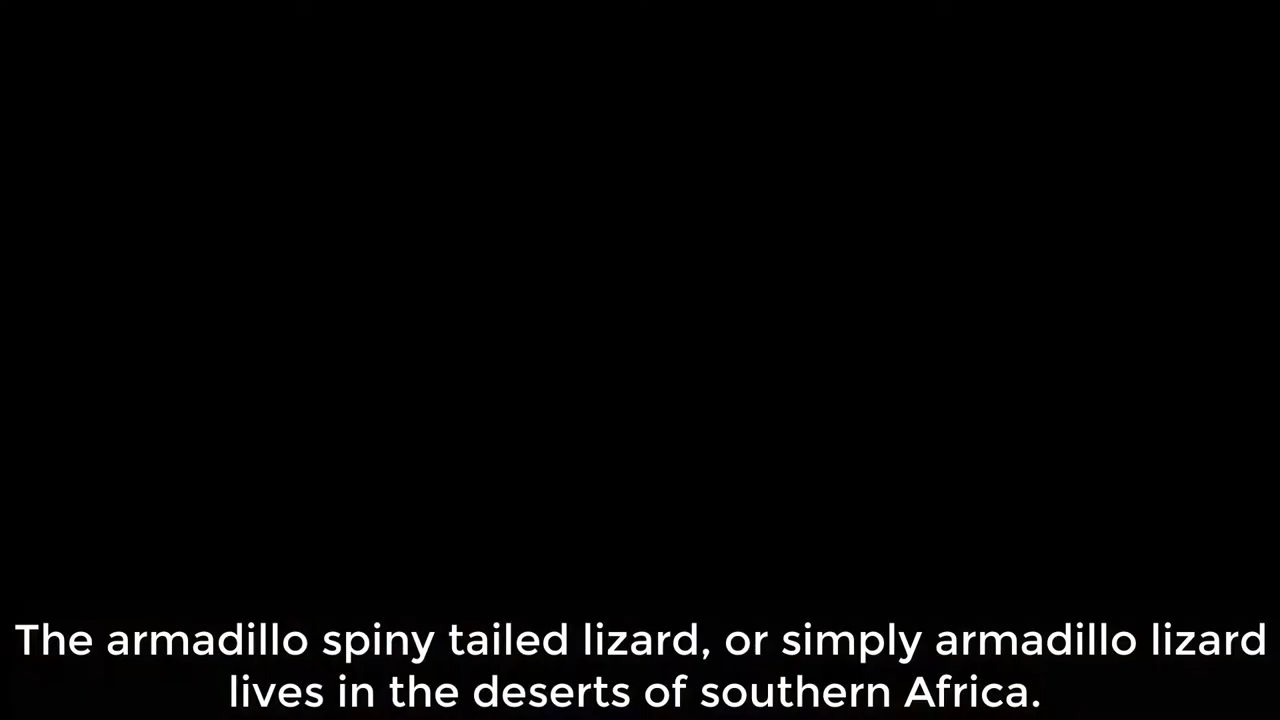 The armadillo spiny tailed lizard, or simply armadillo lizard
lives in the deserts of southern Africa.